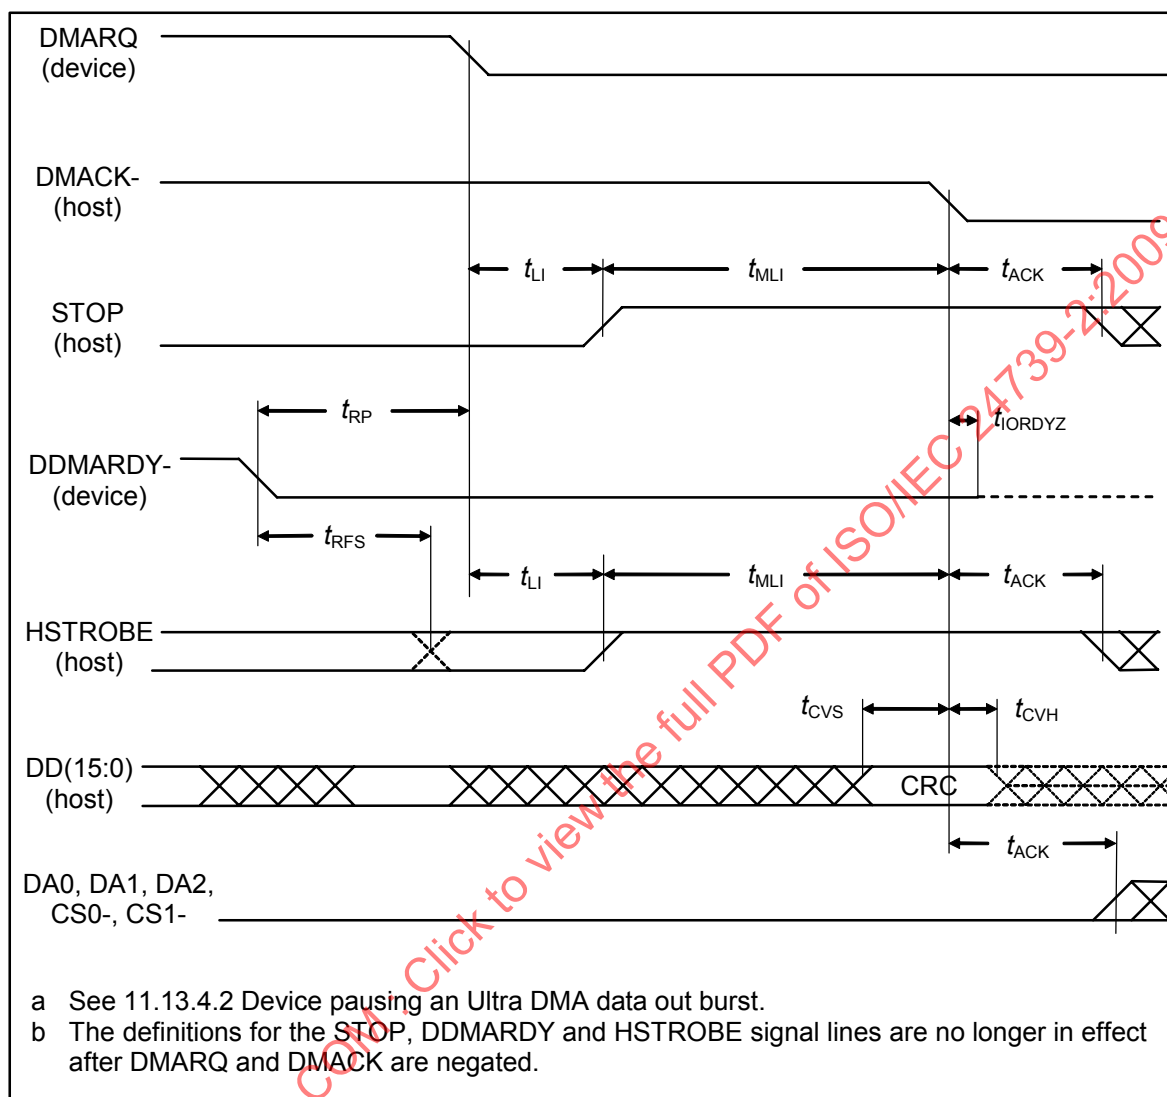 DMARQ
(device)
DMACK-
(host)
tLI
tMLI
tACK
STOP
(host)
tRP
tIORDYZ
DDMARDY-
(device)
tRFS
tLI
tMLI
tACK
HSTROBE
(host)
tCVS
tCVH
DD(15:0)
(host)
CRC
tACK
DA0, DA1, DA2,
CS0-, CS1-
a See 11.13.4.2 Device pausing an Ultra DMA data out burst.
b The definitions for the STOP, DDMARDY and HSTROBE signal lines are no longer in effect
after DMARQ and DMACK are negated.
COM : Click to view the full PDF of ISO/IEC 24739-2:2009